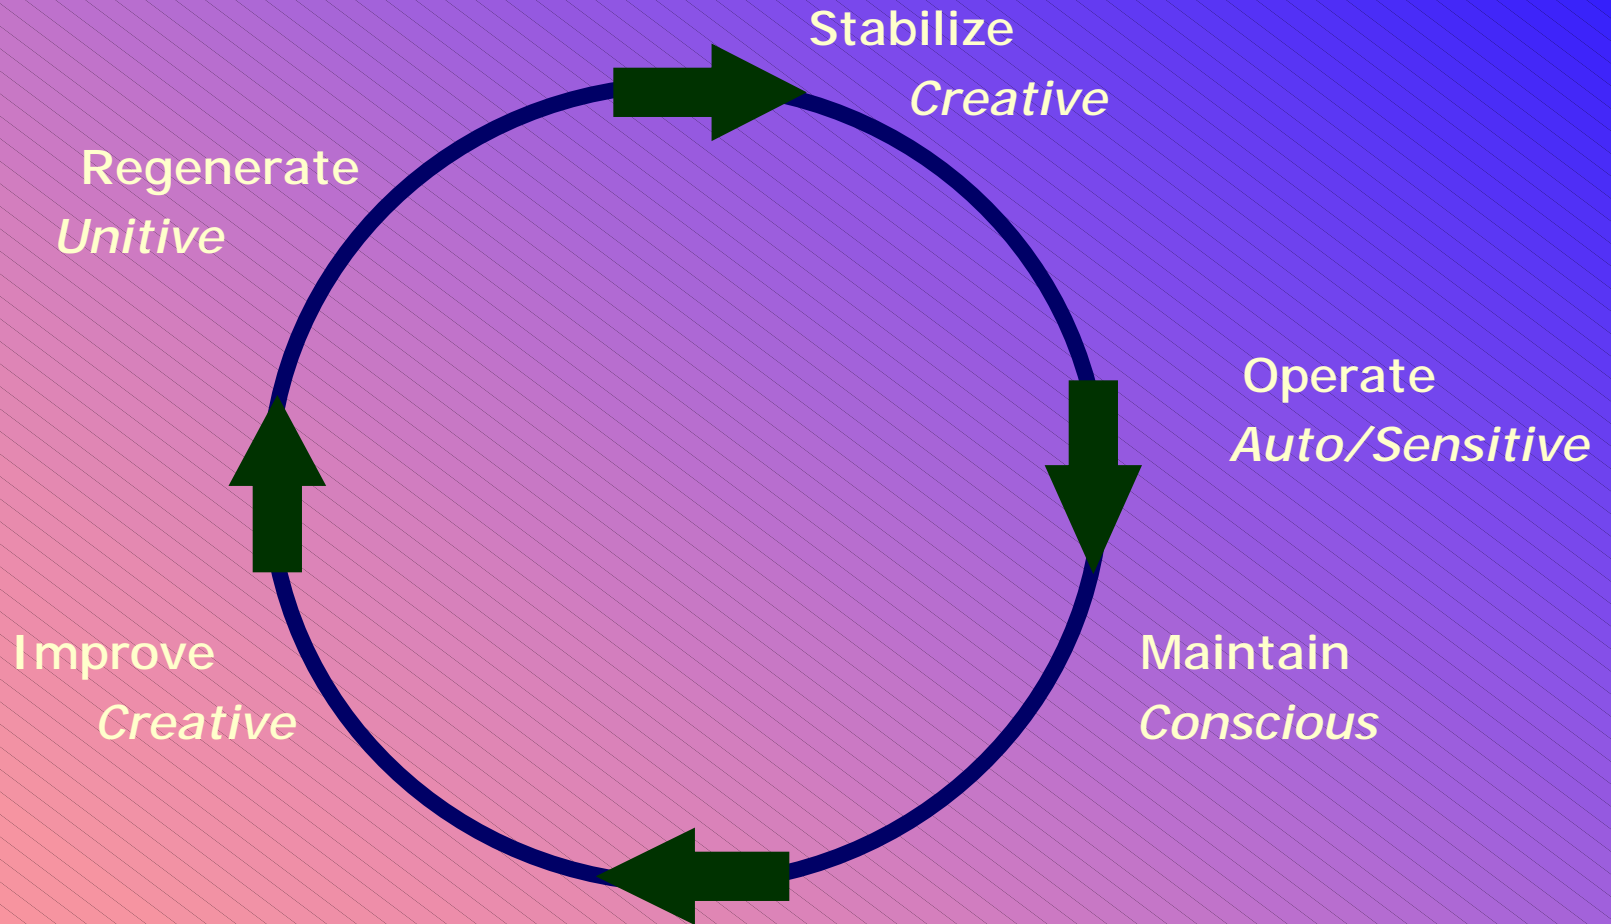 Stabilize
Creative
Regenerate
Unitive
Operate
Auto/Sensitive
Improve
Creative
Maintain
Conscious